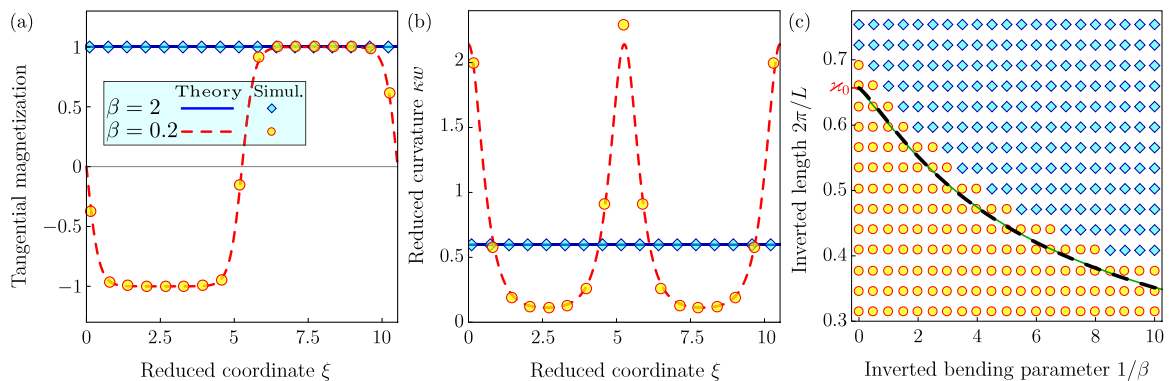 (a)
Tangential magnetization
1
0.5
0
−0.5
−1
Theory Simul.
β = 2
β = 0.2
0 2.5 5 7.5 10
Reduced coordinate ξ
(b)
Reduced curvature κw
2
1.5
1
0.5
0
0 2.5 5 7.5 10
Reduced coordinate ξ
(c)
Inverted length 2π/L
0.7
ϰ₀
0.6
0.5
0.4
0.3
0 2 4 6 8 10
Inverted bending parameter 1/β